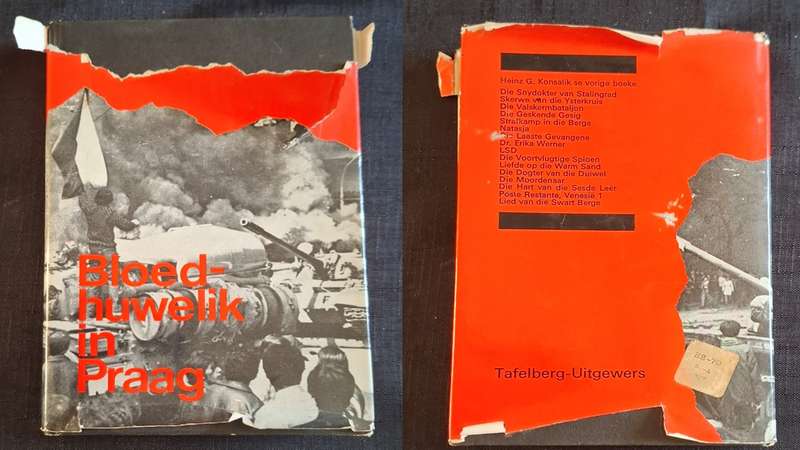 Bloed-
huwelik
in
Praag
Heinz G. Konsalik se vorige boeke
Die Snydokter van Stalingrad
Skerwe van die Ysterkruis
Die Valskermbataljon
Die Geskende Gesig
Strafkamp in die Berge
Natasja
Laaste Gevangene
Dr. Erika Werner
LSD
Die Voortvlugtige Spioen
Liefde op die Warm Sand
Die Dogter van die Duiwel
Die Moordenaar
Die Hart van die Sesde Leër
Poste Restante, Venesië 1
Lied van die Swart Berge
Tafelberg-Uitgewers